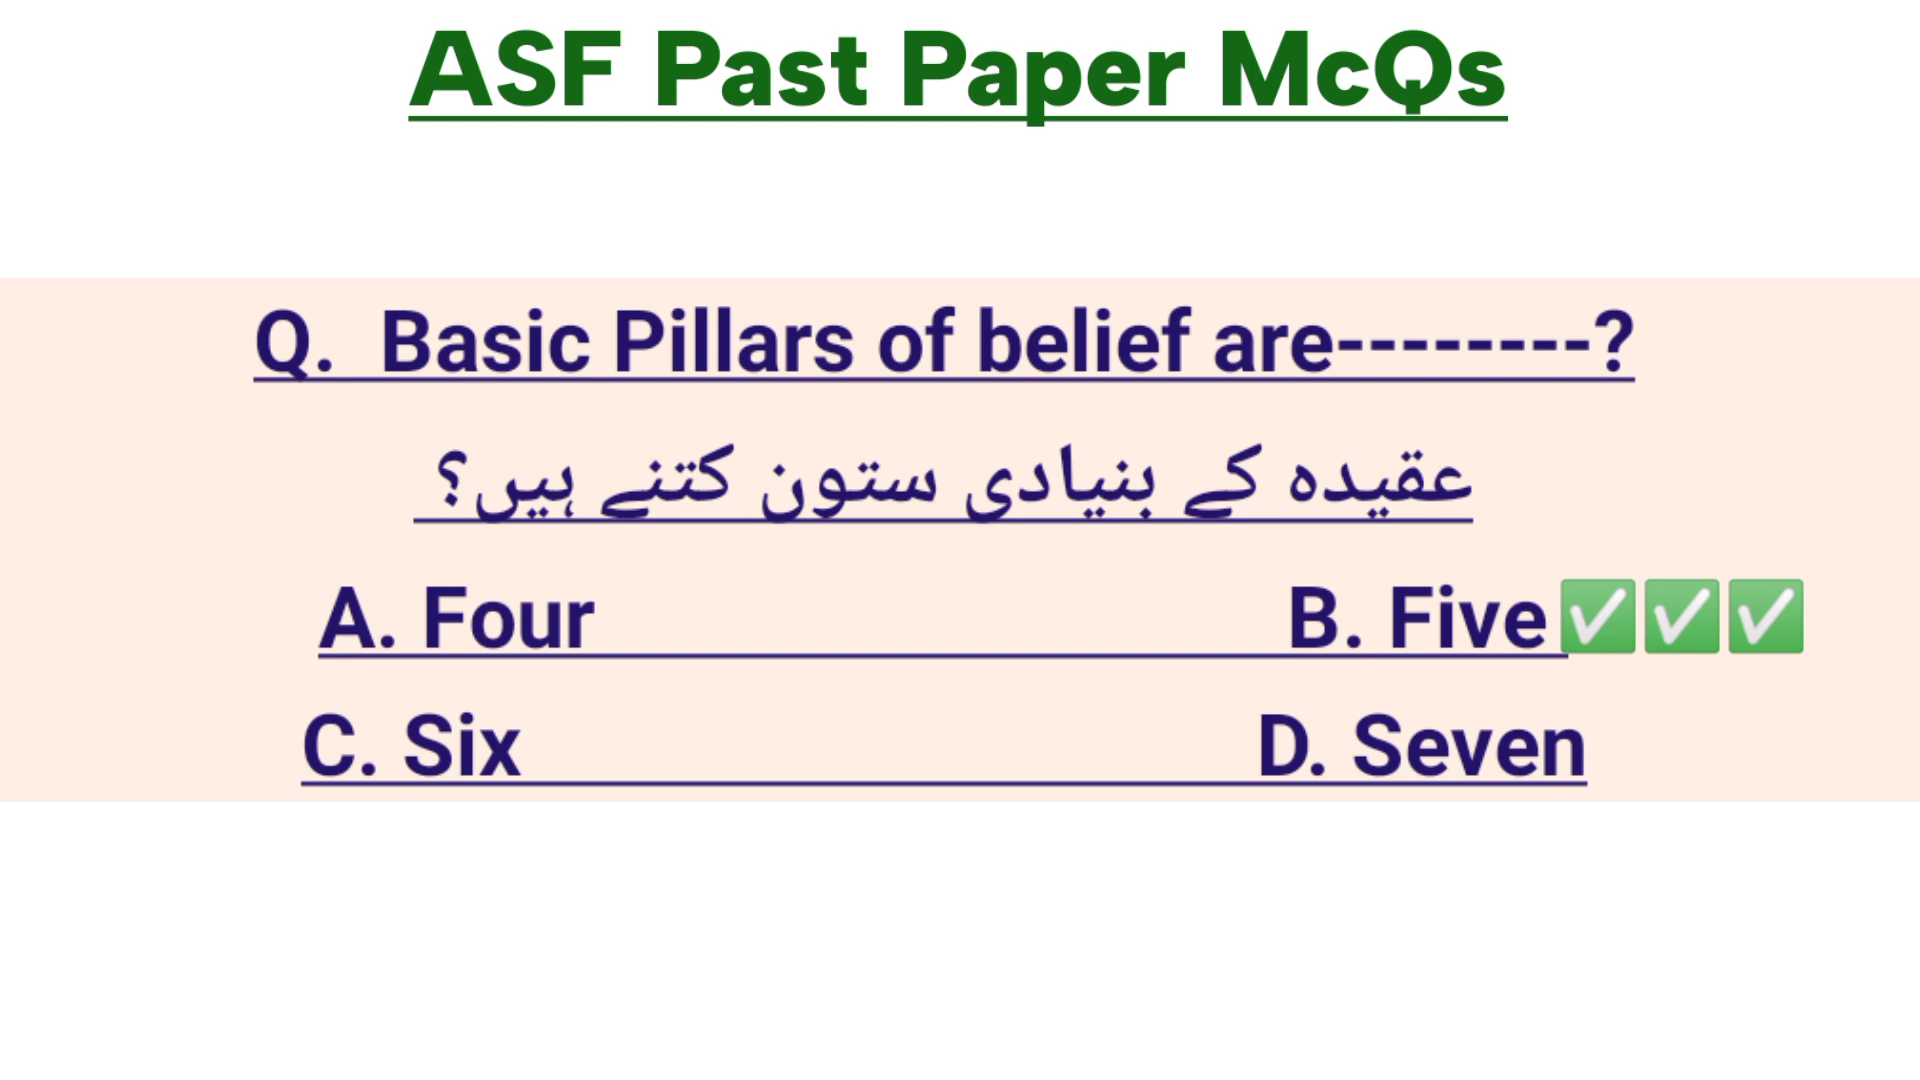 ASF Past Paper McQs
Q. Basic Pillars of belief are--------?
عقیدہ کے بنیادی ستون کتنے ہیں؟
A. Four B. Five✅✅✅
C. Six D. Seven